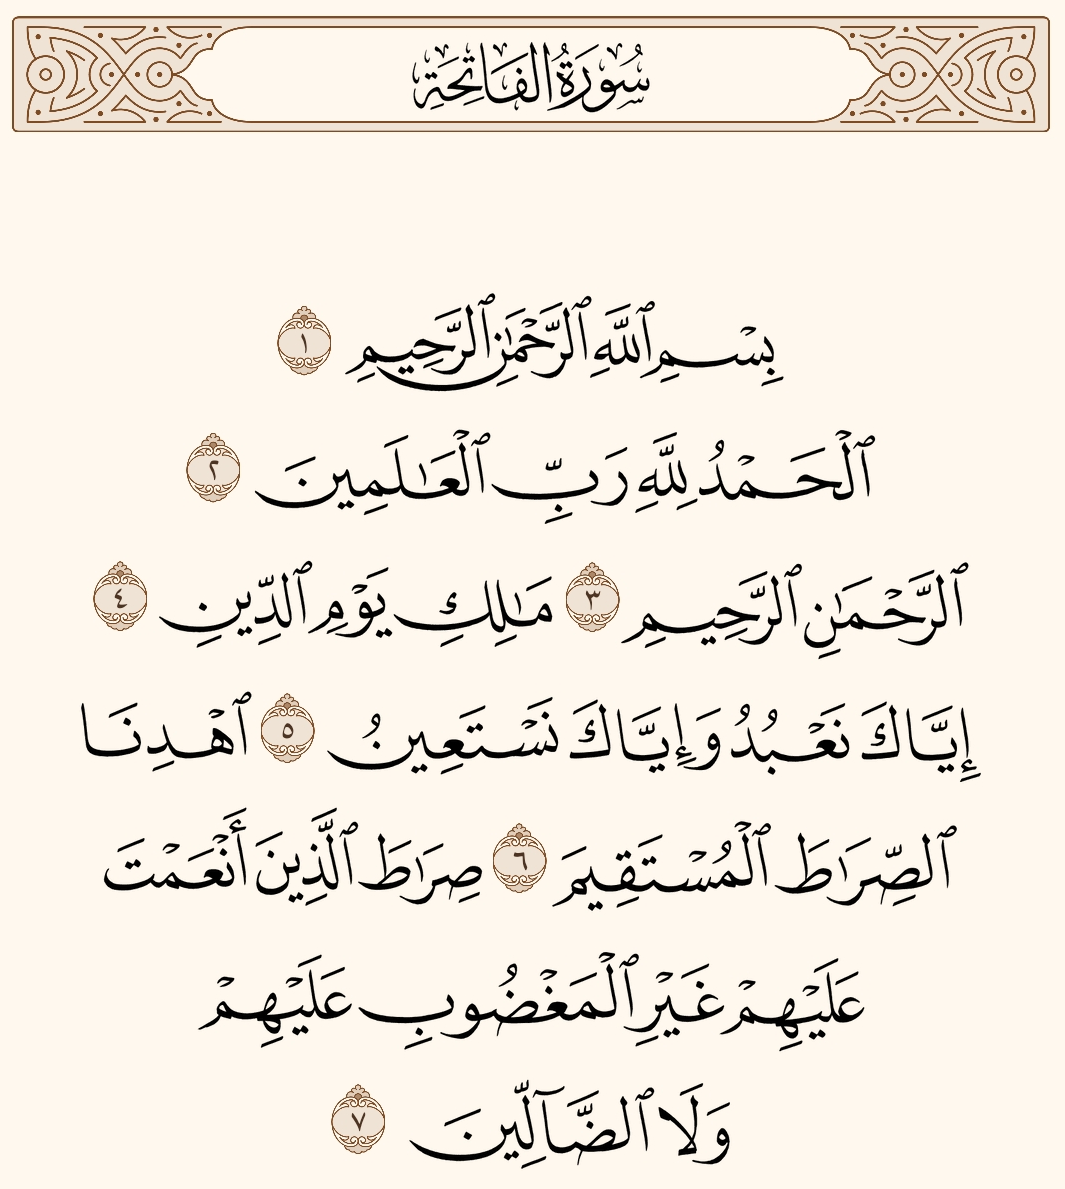 سُورَةُ الفَاتِحَةِ
بِسْمِ ٱللَّهِ ٱلرَّحْمَٰنِ ٱلرَّحِيمِ ١
ٱلْحَمْدُ لِلَّهِ رَبِّ ٱلْعَٰلَمِينَ ٢
ٱلرَّحْمَٰنِ ٱلرَّحِيمِ ٣ مَٰلِكِ يَوْمِ ٱلدِّينِ ٤
إِيَّاكَ نَعْبُدُ وَإِيَّاكَ نَسْتَعِينُ ٥ ٱهْدِنَا
ٱلصِّرَٰطَ ٱلْمُسْتَقِيمَ ٦ صِرَٰطَ ٱلَّذِينَ أَنْعَمْتَ
عَلَيْهِمْ غَيْرِ ٱلْمَغْضُوبِ عَلَيْهِمْ
وَلَا ٱلضَّآلِّينَ ٧